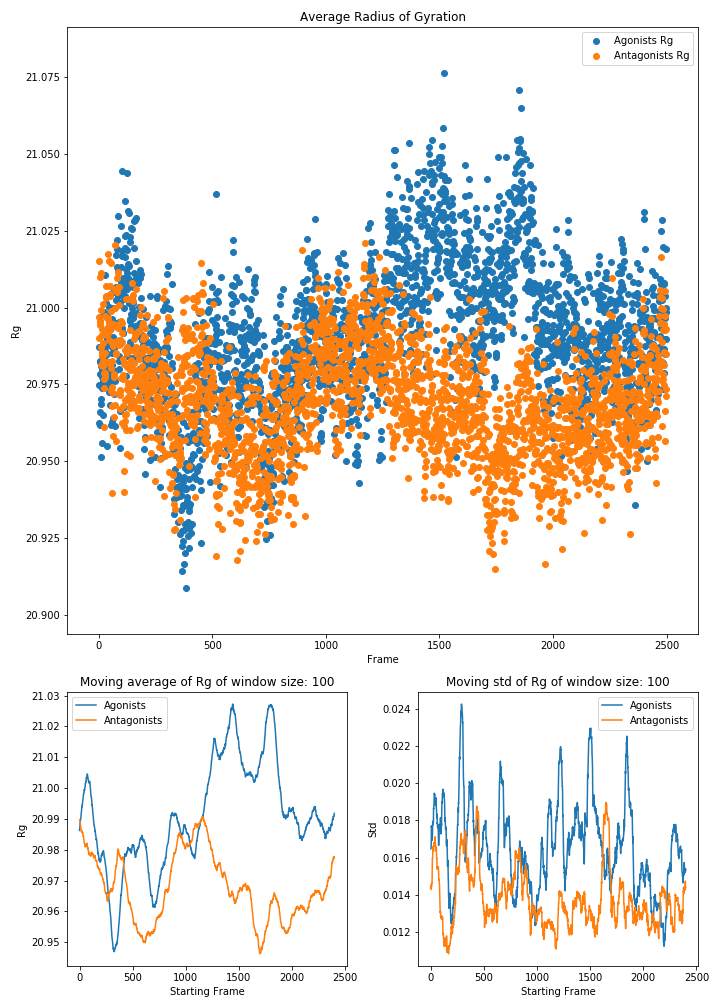 Average Radius of Gyration
Agonists Rg
Antagonists Rg
21.075
21.050
21.025
21.000
20.975
20.950
20.925
20.900
Rg
0 500 1000 1500 2000 2500
Frame
Moving average of Rg of window size: 100
Agonists
Antagonists
21.03
21.02
21.01
21.00
20.99
20.98
20.97
20.96
20.95
Rg
0 500 1000 1500 2000 2500
Starting Frame
Moving std of Rg of window size: 100
Agonists
Antagonists
0.024
0.022
0.020
0.018
0.016
0.014
0.012
Std
0 500 1000 1500 2000 2500
Starting Frame